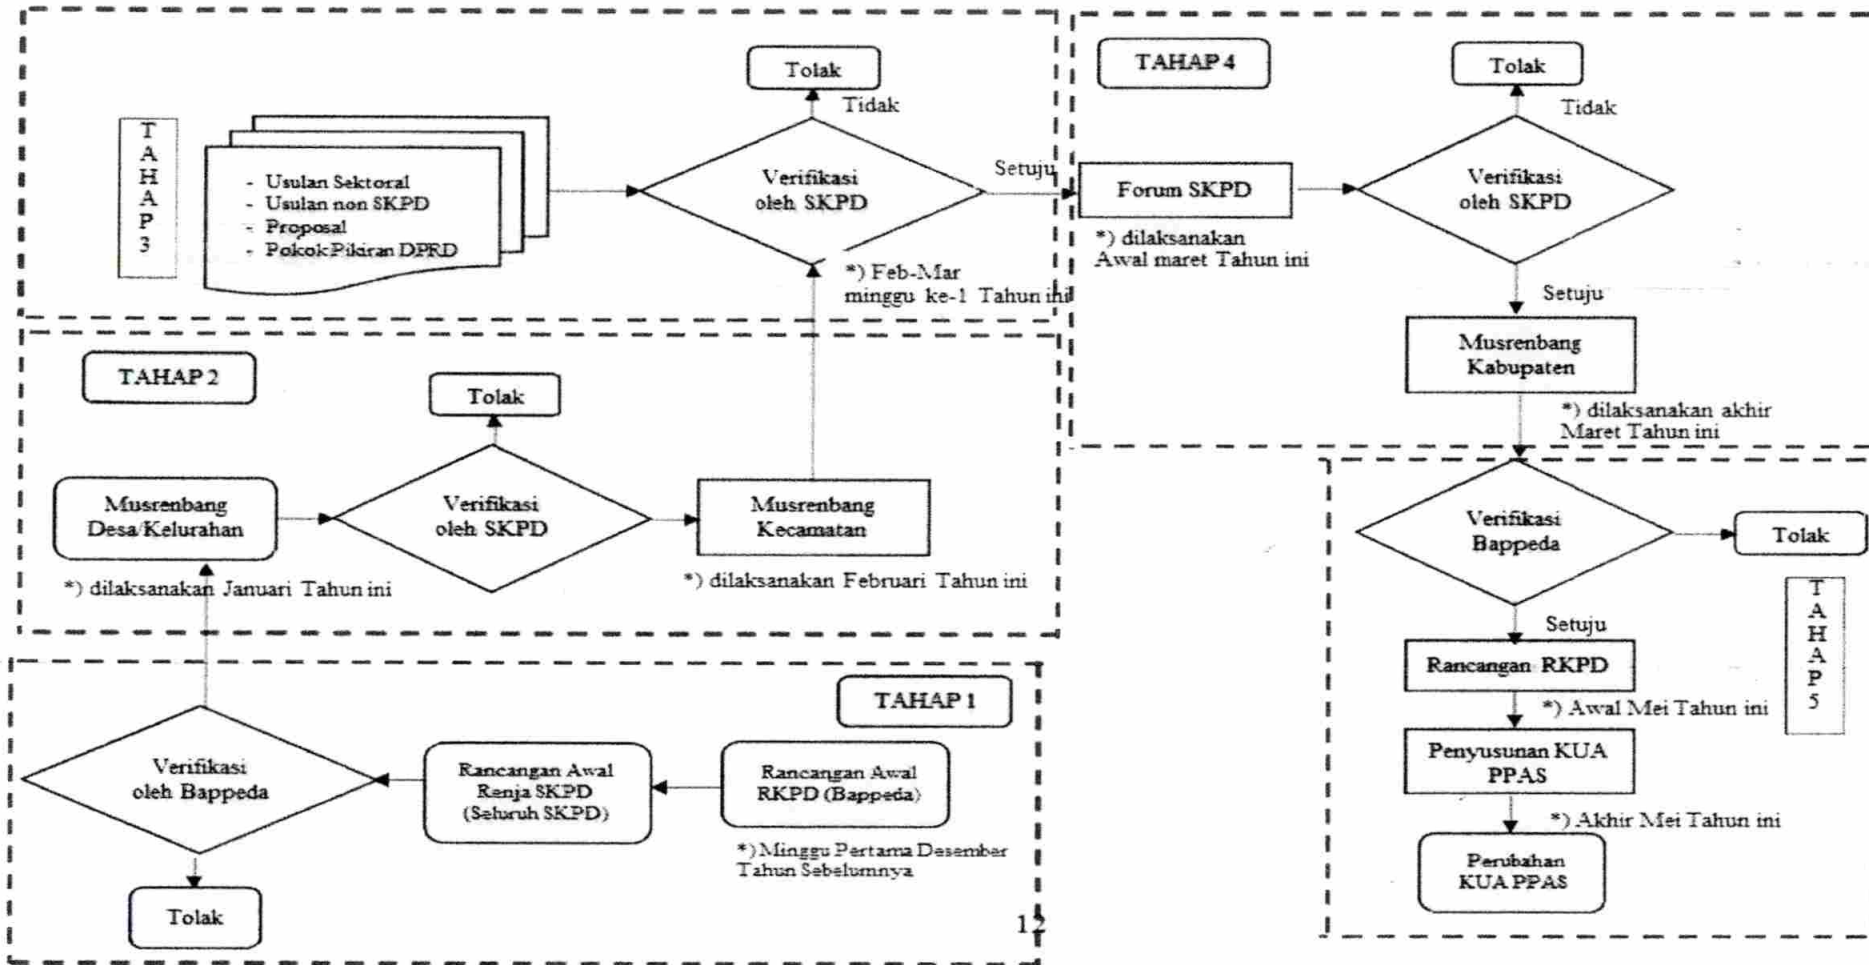 TAHAP 3
- Usulan Sektoral
- Usulan non SKPD
- Proposal
- Pokok Pikiran DPRD
Tolak
Tidak
Verifikasi
oleh SKPD
Setuju
*) Feb-Mar
minggu ke-1 Tahun ini
TAHAP 4
Tolak
Tidak
Forum SKPD
*) dilaksanakan
Awal maret Tahun ini
Verifikasi
oleh SKPD
Setuju
Musrenbang
Kabupaten
*) dilaksanakan akhir
Maret Tahun ini
TAHAP 2
Tolak
Musrenbang
Desa/Kelurahan
*) dilaksanakan Januari Tahun ini
Verifikasi
oleh SKPD
Musrenbang
Kecamatan
*) dilaksanakan Februari Tahun ini
Verifikasi
Bappeda
Tolak
TAHAP 5
Setuju
Rancangan RKPD
*) Awal Mei Tahun ini
Penyusunan KUA
PPAS
*) Akhir Mei Tahun ini
Perubahan
KUA PPAS
TAHAP 1
Verifikasi
oleh Bappeda
Rancangan Awal
Renja SKPD
(Seluruh SKPD)
Rancangan Awal
RKPD (Bappeda)
*) Minggu Pertama Desember
Tahun Sebelumnya
Tolak
12